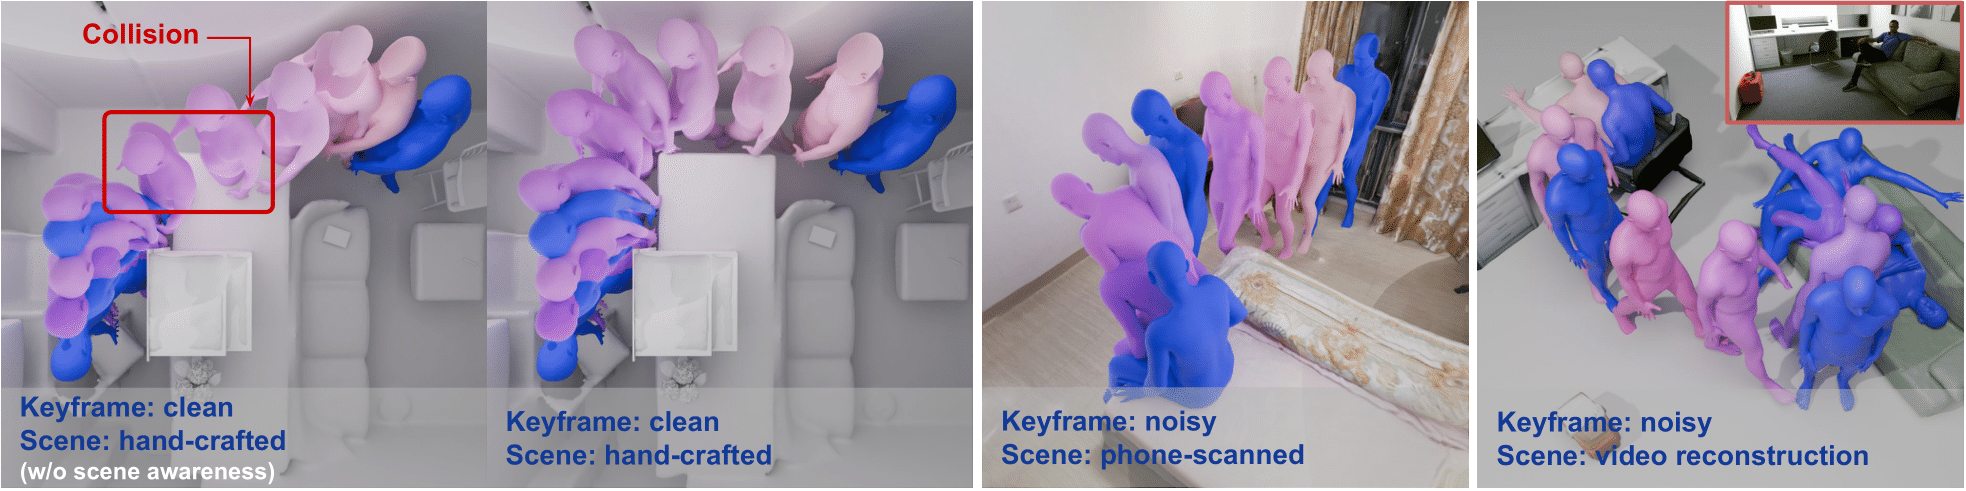 Collision
Keyframe: clean
Scene: hand-crafted
(w/o scene awareness)
Keyframe: clean
Scene: hand-crafted
Keyframe: noisy
Scene: phone-scanned
Keyframe: noisy
Scene: video reconstruction